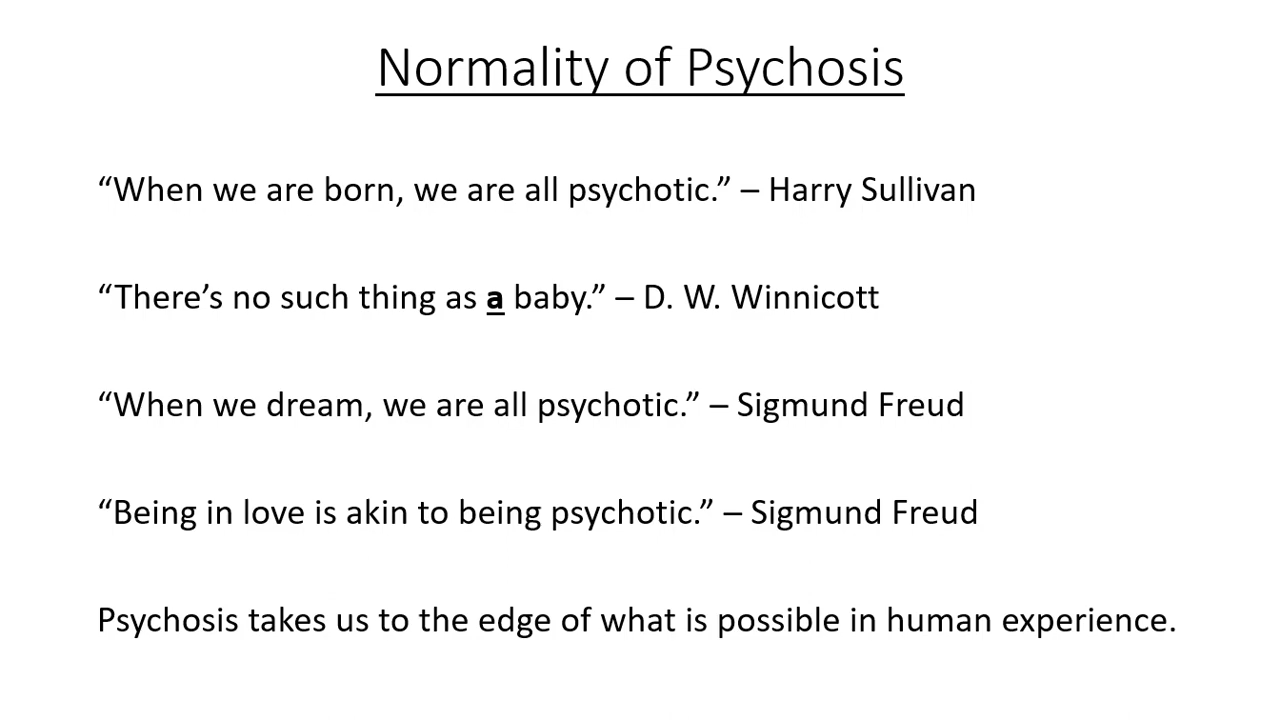 Normality of Psychosis
“When we are born, we are all psychotic.” – Harry Sullivan
“There’s no such thing as a baby.” – D. W. Winnicott
“When we dream, we are all psychotic.” – Sigmund Freud
“Being in love is akin to being psychotic.” – Sigmund Freud
Psychosis takes us to the edge of what is possible in human experience.